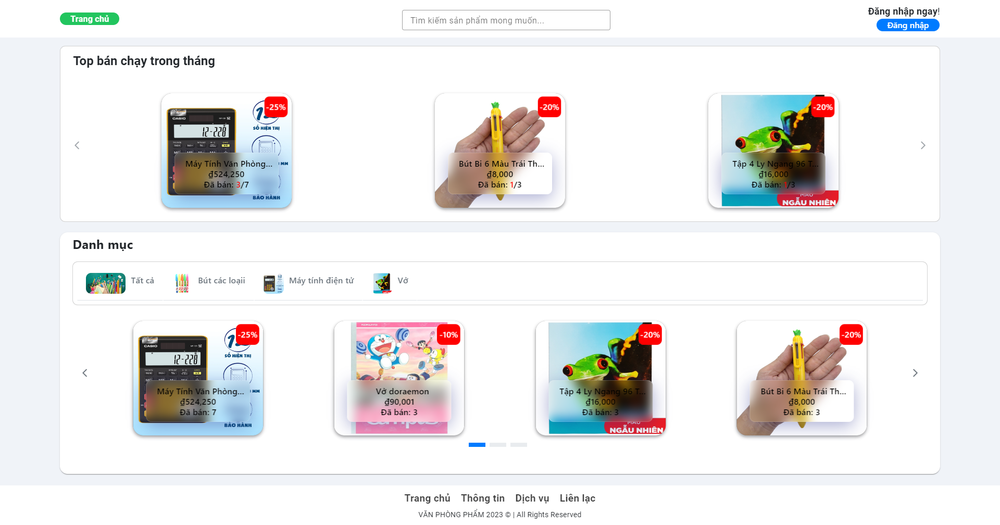 Trang chủ
Tìm kiếm sản phẩm mong muốn...
Đăng nhập ngay!
Đăng nhập
Top bán chạy trong tháng
-25%
CASIO
12-228
SỐ HIỆN THỊ
Máy Tính Văn Phòng...
₫524,250
Đã bán: 3/7
MM
BẢO HÀNH
-20%
Bút Bi 6 Màu Trái Th...
₫8,000
Đã bán: 1/3
-20%
Tập 4 Ly Ngang 96 T...
₫16,000
Đã bán: 1/3
MÀU
NGẪU NHIÊN
Danh mục
Tất cả
Bút các loạii
Máy tính điện tử
Vở
-25%
CASIO
12-228
SỐ HIỆN THỊ
Máy Tính Văn Phòng...
MM
₫524,250
Đã bán: 7
BẢO HÀNH
KOKUYO
-10%
Vở doraemon
₫90,001
Đã bán: 3
Campus
-20%
Tập 4 Ly Ngang 96 T...
₫16,000
Đã bán: 3
MÀU
NGẪU NHIÊN
-20%
Bút Bi 6 Màu Trái Th...
₫8,000
Đã bán: 3
Trang chủ Thông tin Dịch vụ Liên lạc
VĂN PHÒNG PHẨM 2023 © | All Rights Reserved